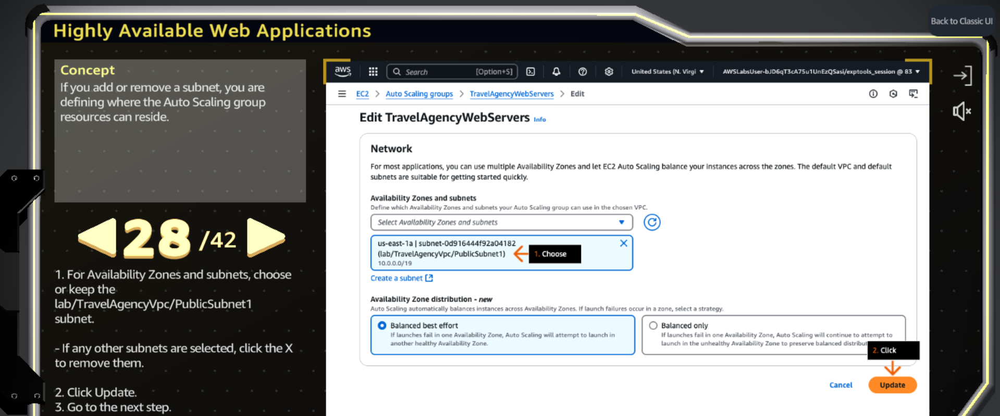 Back to Classic UI
Highly Available Web Applications
Concept
If you add or remove a subnet, you are
defining where the Auto Scaling group
resources can reside.
28 /42
1. For Availability Zones and subnets, choose
or keep the
lab/TravelAgencyVpc/PublicSubnet1
subnet.
- If any other subnets are selected, click the X
to remove them.
2. Click Update.
3. Go to the next step.
aws
Search [Option+S]
United States (N. Virgi
AWSLabsUser-bJD6qT3cA75u1UnEzQSasi/exptools_session @ 83
EC2 > Auto Scaling groups > TravelAgencyWebServers > Edit
Edit TravelAgencyWebServers Info
Network
For most applications, you can use multiple Availability Zones and let EC2 Auto Scaling balance your instances across the zones. The default VPC and default
subnets are suitable for getting started quickly.
Availability Zones and subnets
Define which Availability Zones and subnets your Auto Scaling group can use in the chosen VPC.
Select Availability Zones and subnets
us-east-1a | subnet-0d916444f92a04182
(lab/TravelAgencyVpc/PublicSubnet1)
10.0.0.0/19
1. Choose
Create a subnet
Availability Zone distribution - new
Auto Scaling automatically balances instances across Availability Zones. If launch failures occur in a zone, select a strategy.
Balanced best effort
If launches fail in one Availability Zone, Auto Scaling will attempt to launch in
another healthy Availability Zone.
Balanced only
If launches fail in one Availability Zone, Auto Scaling will continue to attempt to
launch in the unhealthy Availability Zone to preserve balanced distribut
2. Click
Cancel
Update